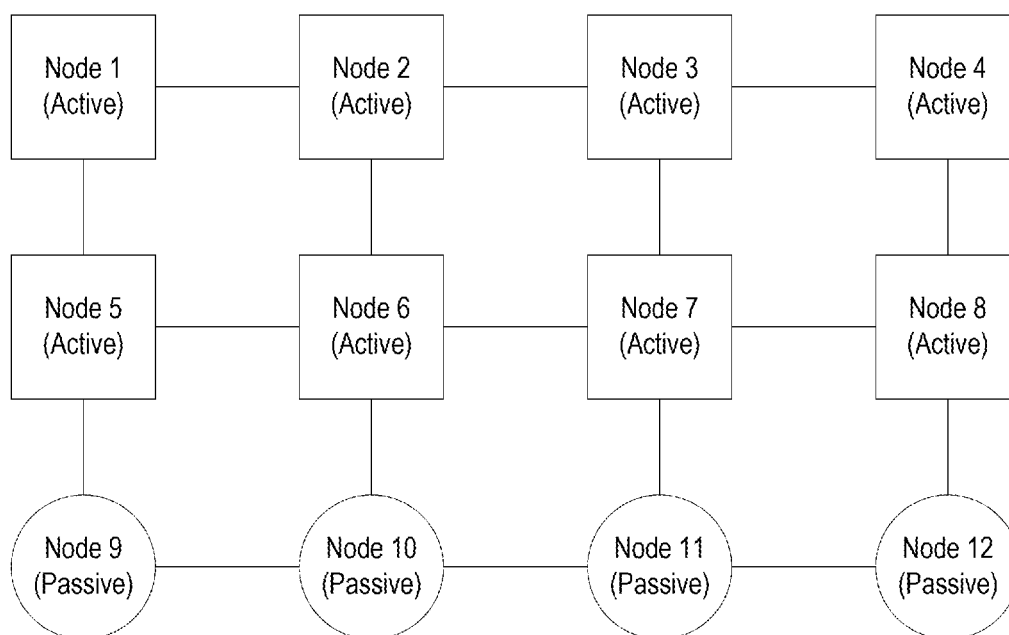 Node 1
(Active)
Node 2
(Active)
Node 3
(Active)
Node 4
(Active)
Node 5
(Active)
Node 6
(Active)
Node 7
(Active)
Node 8
(Active)
Node 9
(Passive)
Node 10
(Passive)
Node 11
(Passive)
Node 12
(Passive)